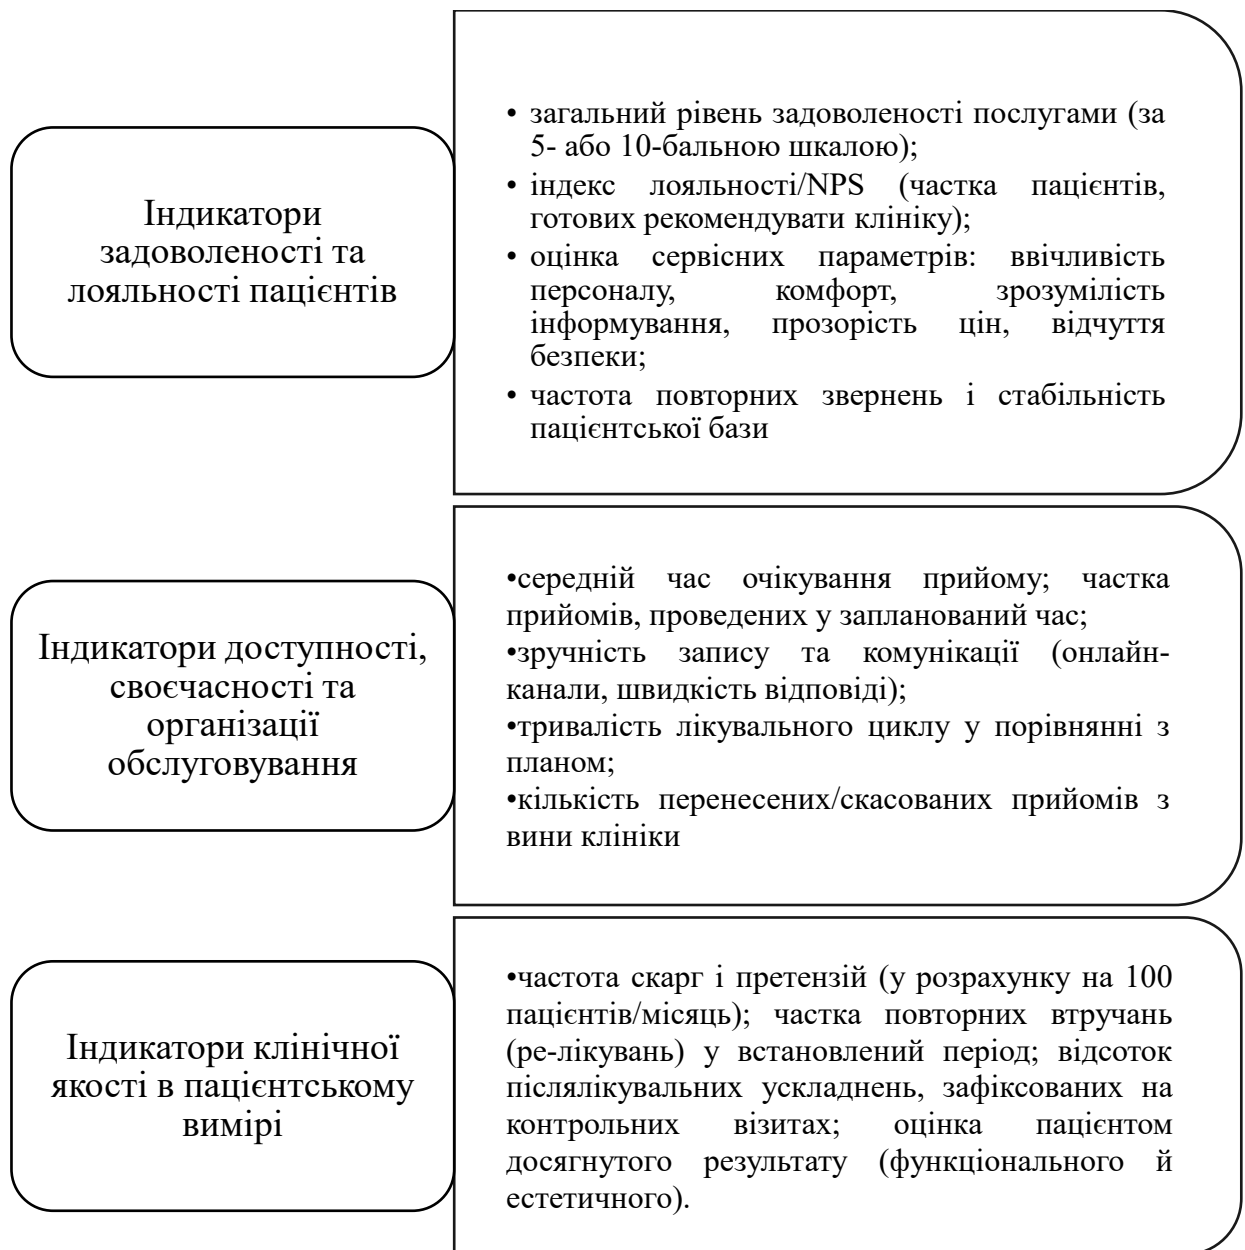 Індикатори
задоволеності та
лояльності пацієнтів
• загальний рівень задоволеності послугами (за
5- або 10-бальною шкалою);
• індекс лояльності/NPS (частка пацієнтів,
готових рекомендувати клініку);
• оцінка сервісних параметрів: ввічливість
персоналу, комфорт, зрозумілість
інформування, прозорість цін, відчуття
безпеки;
• частота повторних звернень і стабільність
пацієнтської бази
Індикатори доступності,
своєчасності та
організації
обслуговування
•середній час очікування прийому; частка
прийомів, проведених у запланований час;
•зручність запису та комунікації (онлайн-
канали, швидкість відповіді);
•тривалість лікувального циклу у порівнянні з
планом;
•кількість перенесених/скасованих прийомів з
вини клініки
Індикатори клінічної
якості в пацієнтському
вимірі
•частота скарг і претензій (у розрахунку на 100
пацієнтів/місяць); частка повторних втручань
(ре-лікувань) у встановлений період; відсоток
післялікувальних ускладнень, зафіксованих на
контрольних візитах; оцінка пацієнтом
досягнутого результату (функціонального й
естетичного).